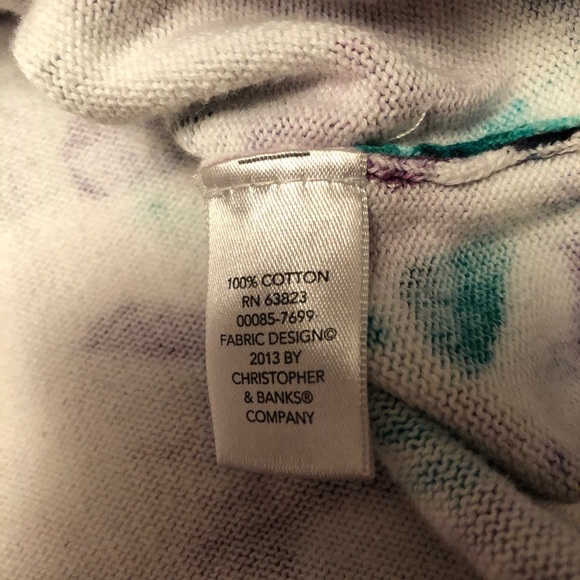 100% COTTON
RN 63823
00085-7699
FABRIC DESIGN©
2013 BY
CHRISTOPHER
& BANKS®
COMPANY